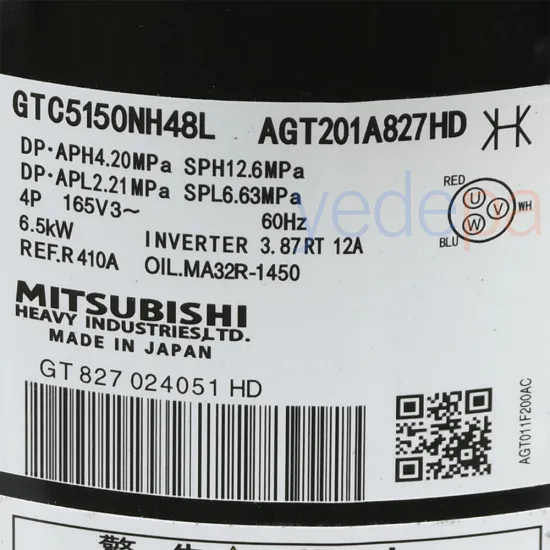 GTC5150NH48L AGT201A827HD
DP・APH4.20MPa SPH12.6MPa
DP・APL2.21MPa SPL6.63MPa
4P 165V3~ 60Hz
6.5kW INVERTER 3.87RT 12A
REF.R410A OIL.MA32R-1450
RED
U
V
W
WH
BLU
yedepa
MITSUBISHI
HEAVY INDUSTRIES,LTD.
MADE IN JAPAN
GT 827 024051 HD
AGT011F200AC